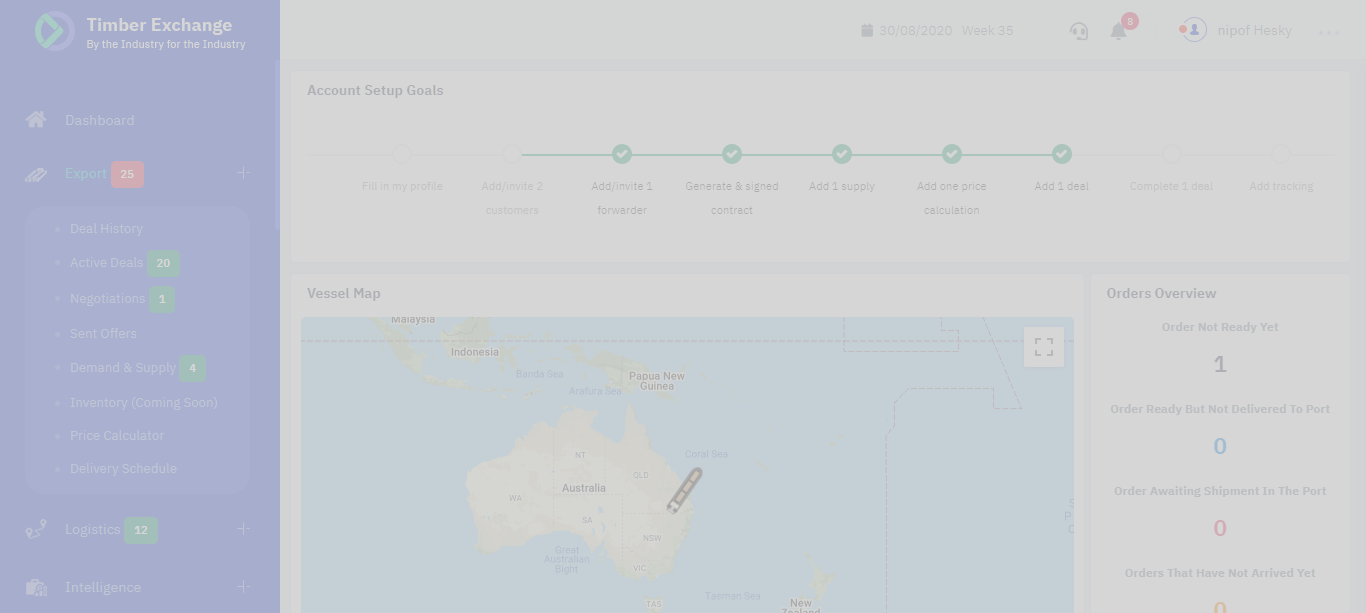 Timber Exchange
By the Industry for the Industry
30/08/2020 Week 35
8
nipof Hesky
Dashboard
Export 25
Deal History
Active Deals 20
Negotiations 1
Sent Offers
Demand & Supply 4
Inventory (Coming Soon)
Price Calculator
Delivery Schedule
Logistics 12
Intelligence
Account Setup Goals
Fill in my profile
Add/invite 2
customers
Add/invite 1
forwarder
Generate & signed
contract
Add 1 supply
Add one price
calculation
Add 1 deal
Complete 1 deal
Add tracking
Vessel Map
Malaysia
Indonesia
Banda Sea
Papua New
Guinea
Arafura Sea
Coral Sea
NT
QLD
Australia
WA
SA
NSW
Great
Australian
Bight
VIC
TAS
Tasman Sea
New
Zealand
Orders Overview
Order Not Ready Yet
1
Order Ready But Not Delivered To Port
0
Order Awaiting Shipment In The Port
0
Orders That Have Not Arrived Yet
0